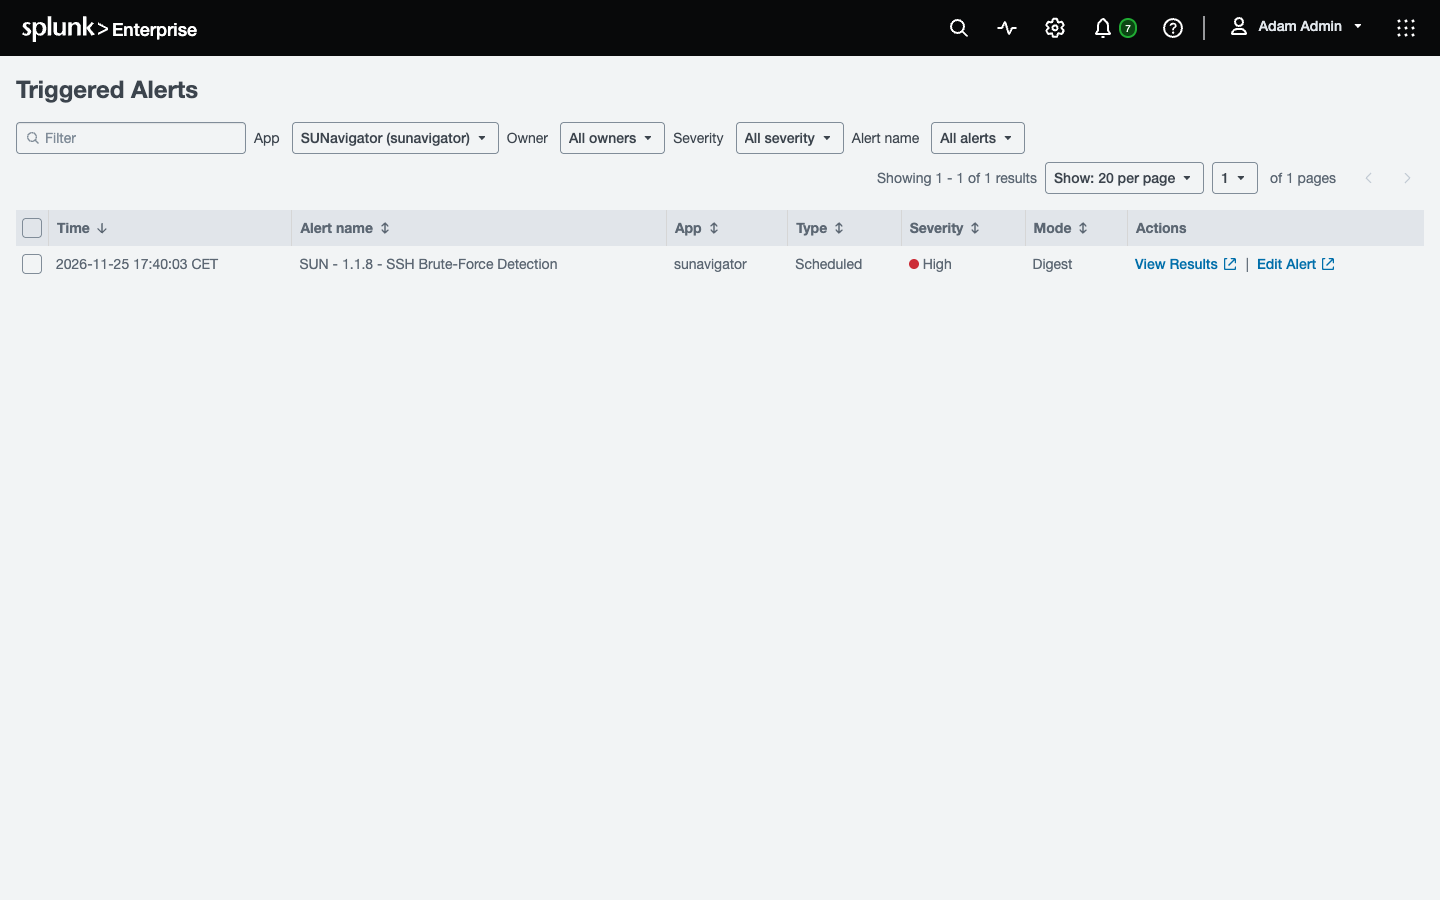 splunk>Enterprise
7
Adam Admin
Triggered Alerts
Filter App SUNavigator (sunavigator) Owner All owners Severity All severity Alert name All alerts
Showing 1 - 1 of 1 results Show: 20 per page 1 of 1 pages
Time Alert name App Type Severity Mode Actions
2026-11-25 17:40:03 CET SUN - 1.1.8 - SSH Brute-Force Detection sunavigator Scheduled High Digest View Results | Edit Alert